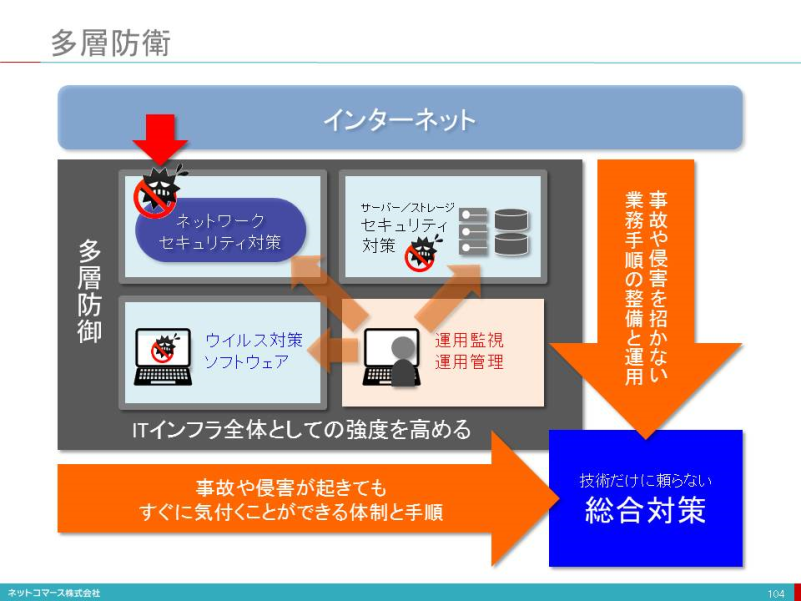 多層防衛
インターネット
多層防御
ネットワーク
セキュリティ対策
サーバー／ストレージ
セキュリティ
対策
ウイルス対策
ソフトウェア
運用監視
運用管理
ITインフラ全体としての強度を高める
事故や侵害を招かない
業務手順の整備と運用
事故や侵害が起きても
すぐに気付くことができる体制と手順
技術だけに頼らない
総合対策
ネットコマース株式会社
104